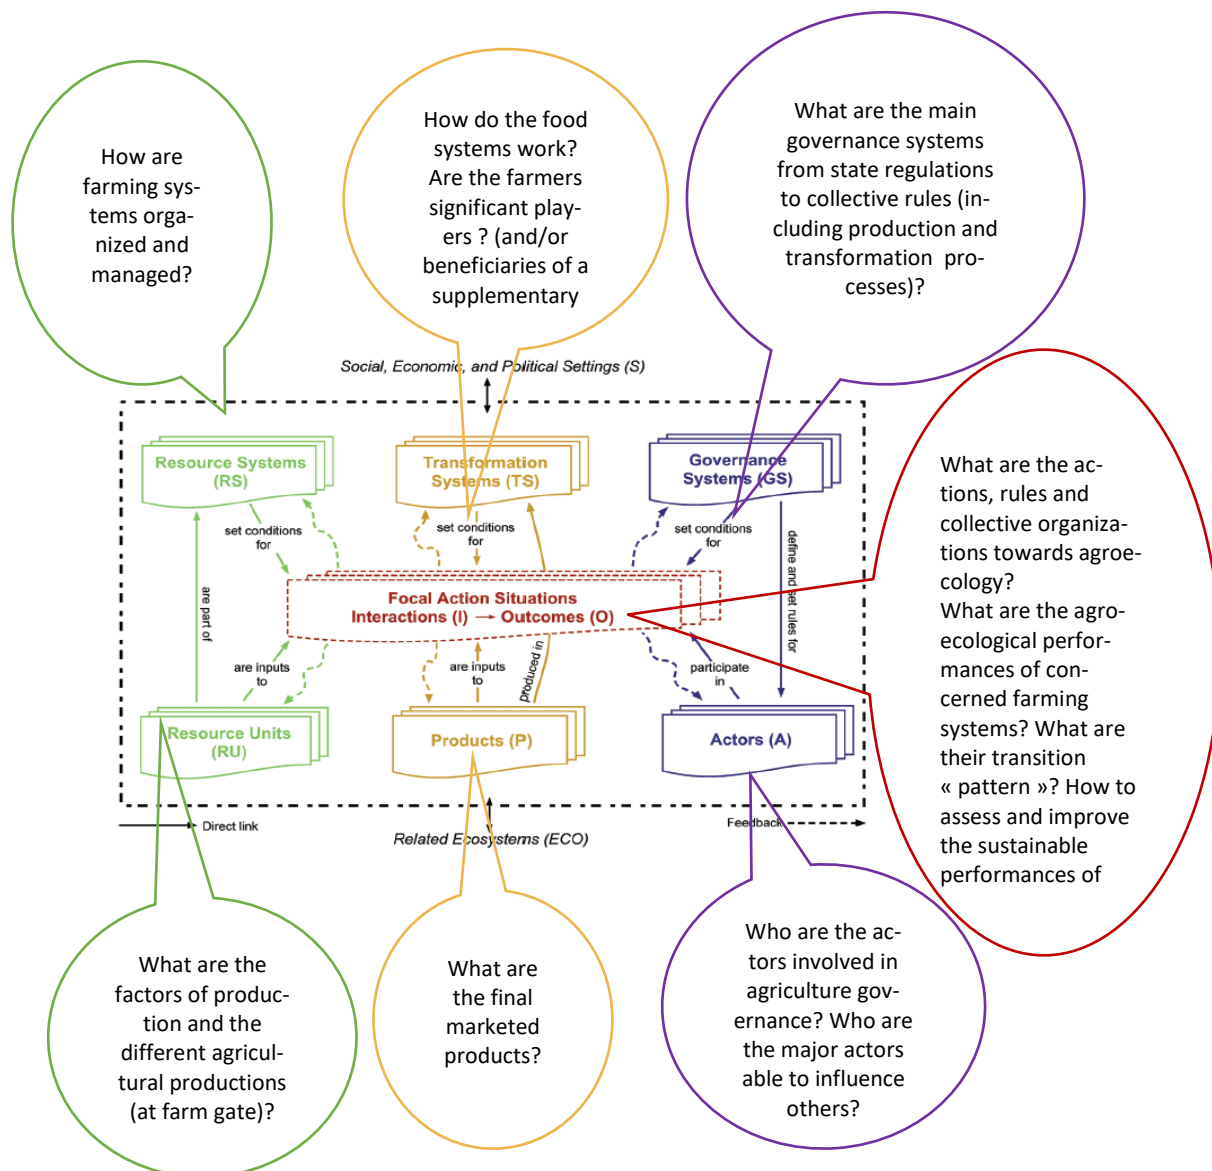 How are
farming sys-
tems orga-
nized and
managed?
How do the food
systems work?
Are the farmers
significant play-
ers ? (and/or
beneficiaries of a
supplementary
What are the main
governance systems
from state regulations
to collective rules (in-
cluding production and
transformation pro-
cesses)?
Social, Economic, and Political Settings (S)
Resource Systems
(RS)
Transformation
Systems (TS)
Governance
Systems (GS)
set conditions
for
set conditions
for
set conditions
for
are part of
define and set rules for
Focal Action Situations
Interactions (I) → Outcomes (O)
are inputs
to
are inputs
to
produced in
participate
in
Resource Units
(RU)
Products (P)
Actors (A)
Direct link
Related Ecosystems (ECO)
Feedback
What are the ac-
tions, rules and
collective organiza-
tions towards agroe-
cology?
What are the agro-
ecological perfor-
mances of con-
cerned farming
systems? What are
their transition
« pattern »? How to
assess and improve
the sustainable
performances of
What are the
factors of produc-
tion and the
different agricul-
tural productions
(at farm gate)?
What are
the final
marketed
products?
Who are the ac-
tors involved in
agriculture gov-
ernance? Who are
the major actors
able to influence
others?